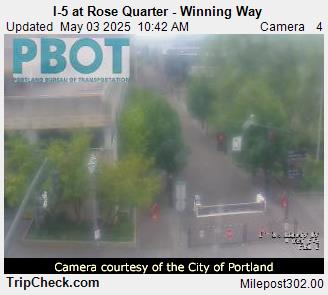 I-5 at Rose Quarter - Winning Way
Updated May 03 2025 10:42 AM Camera 4
PBOT
PORTLAND BUREAU OF TRANSPORTATION
Camera courtesy of the City of Portland
TripCheck.com Milepost302.00